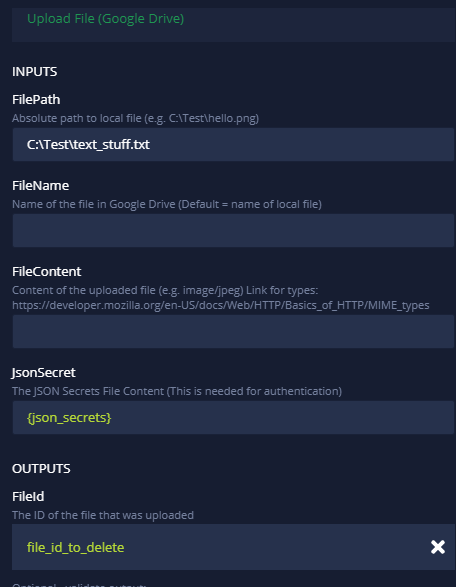 Upload File (Google Drive)
INPUTS
FilePath
Absolute path to local file (e.g. C:\Test\hello.png)
C:\Test\text_stuff.txt
FileName
Name of the file in Google Drive (Default = name of local file)
FileContent
Content of the uploaded file (e.g. image/jpeg) Link for types:
https://developer.mozilla.org/en-US/docs/Web/HTTP/Basics_of_HTTP/MIME_types
JsonSecret
The JSON Secrets File Content (This is needed for authentication)
{json_secrets}
OUTPUTS
FileId
The ID of the file that was uploaded
file_id_to_delete
Optional - validate output: